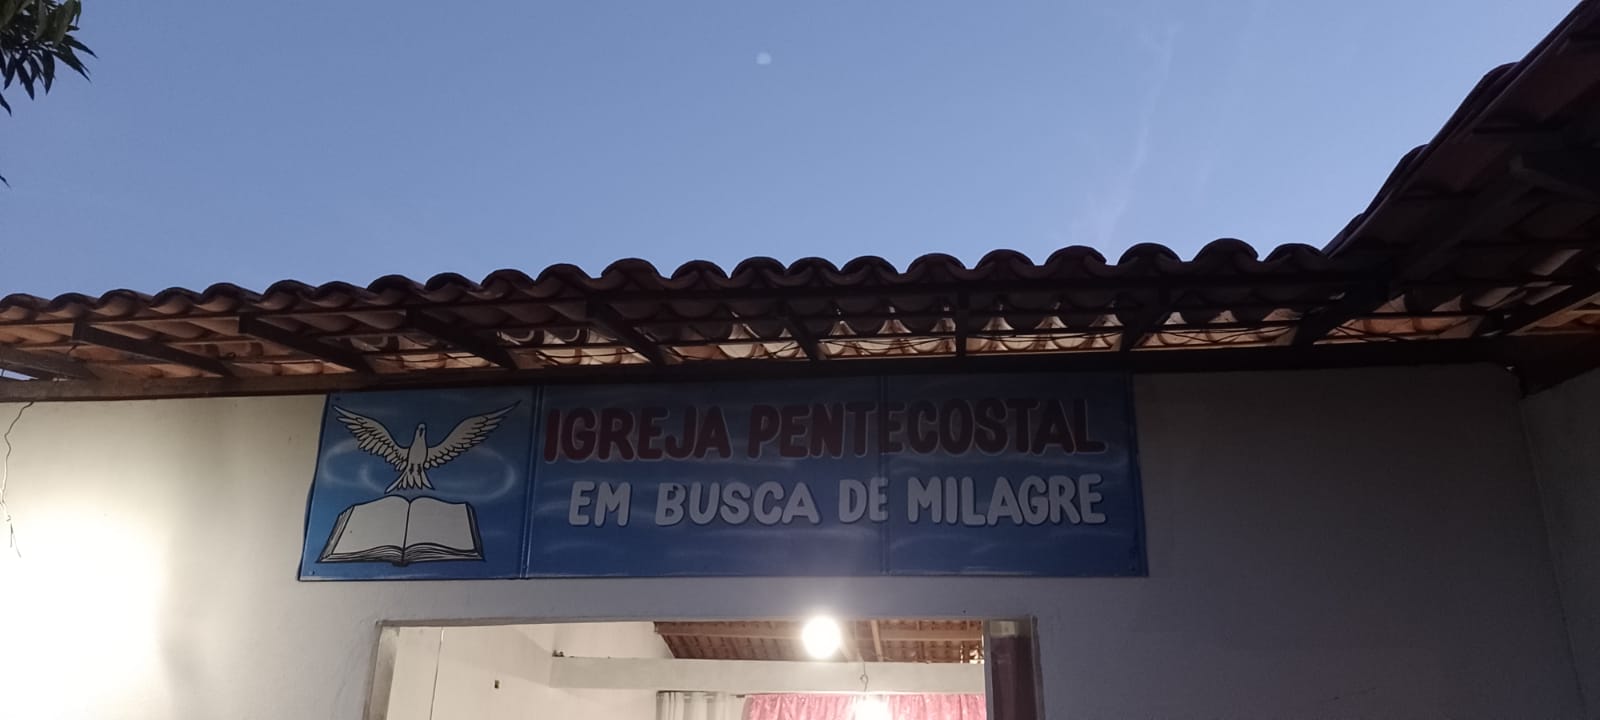 IGREJA PENTECOSTAL
EM BUSCA DE MILAGRE